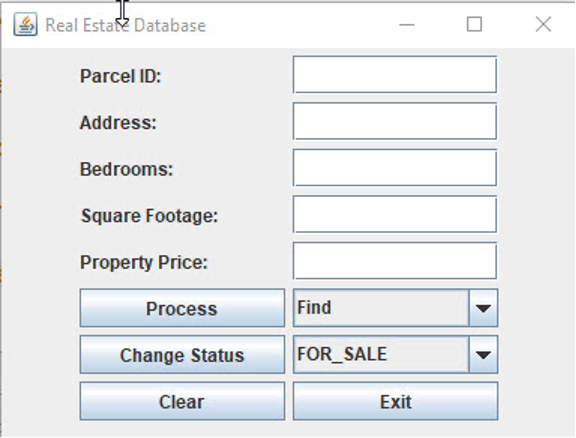 Real Estate Database
Parcel ID:
Address:
Bedrooms:
Square Footage:
Property Price:
Process Find
Change Status FOR_SALE
Clear Exit